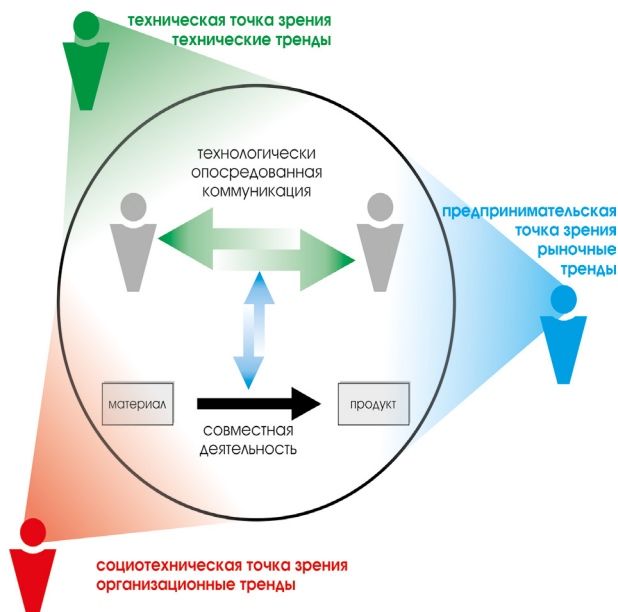 техническая точка зрения
технические тренды
технологически
опосредованная
коммуникация
предпринимательская
точка зрения
рыночные
тренды
материал
продукт
совместная
деятельность
социотехническая точка зрения
организационные тренды